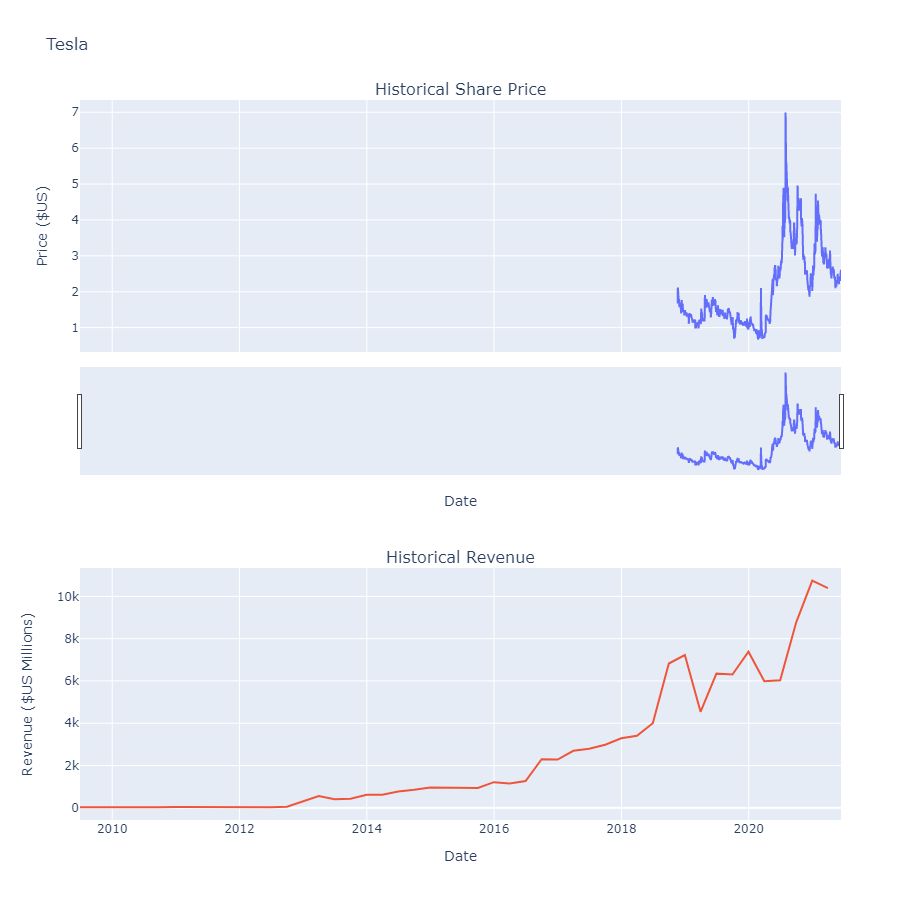 Tesla
Historical Share Price
7
6
5
4
3
2
1
Price ($US)
Date
Historical Revenue
10k
8k
6k
4k
2k
0
Revenue ($US Millions)
2010 2012 2014 2016 2018 2020
Date